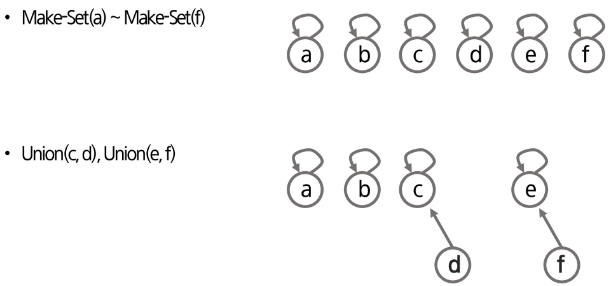 • Make-Set(a) ~ Make-Set(f)
a b c d e f
• Union(c, d), Union(e, f)
a b c e
d f